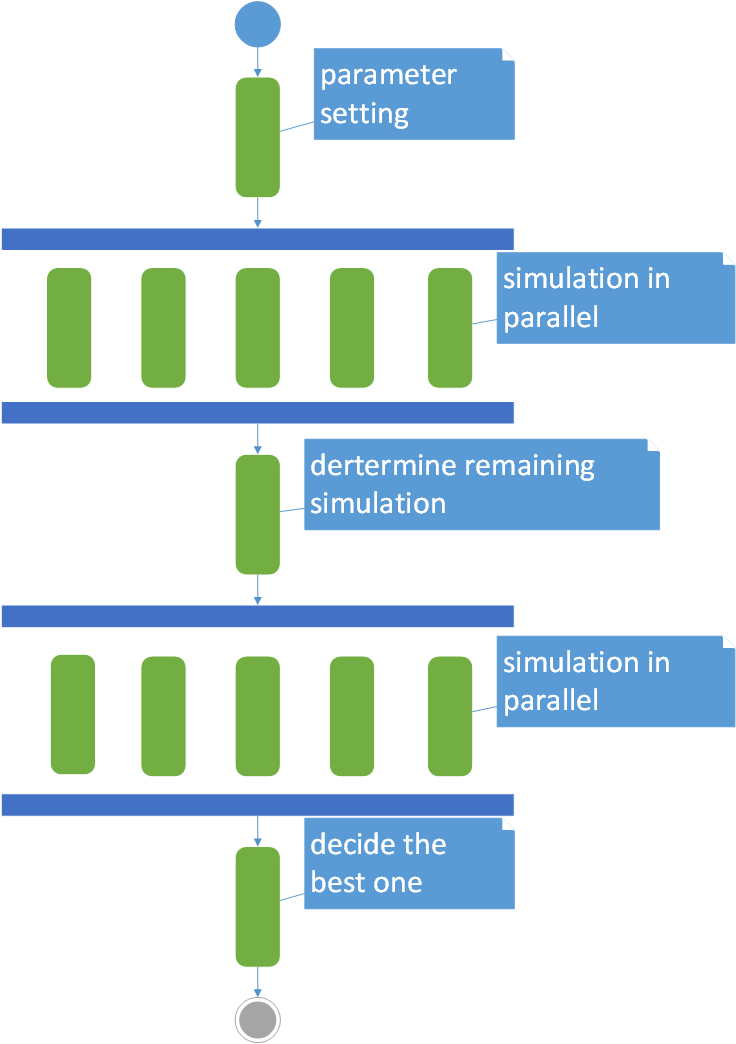 parameter
setting
simulation in
parallel
dertermine remaining
simulation
simulation in
parallel
decide the
best one